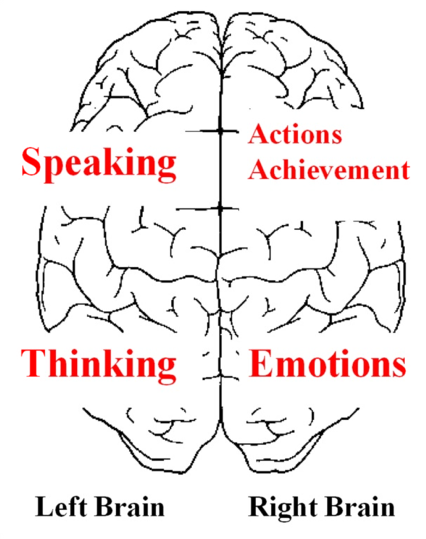 Speaking
Actions
Achievement
Thinking
Emotions
Left Brain
Right Brain